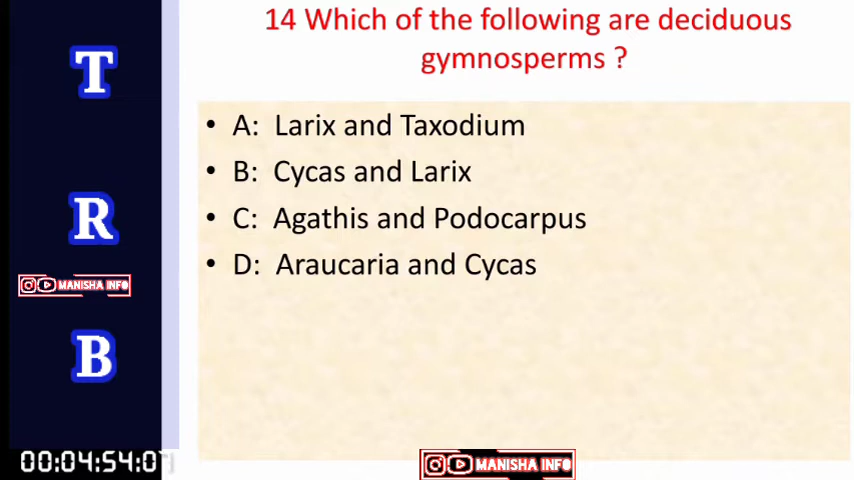 14 Which of the following are deciduous
gymnosperms ?
• A: Larix and Taxodium
• B: Cycas and Larix
• C: Agathis and Podocarpus
• D: Araucaria and Cycas
T
R
MANISHA INFO
B
00:04:54:07
MANISHA INFO